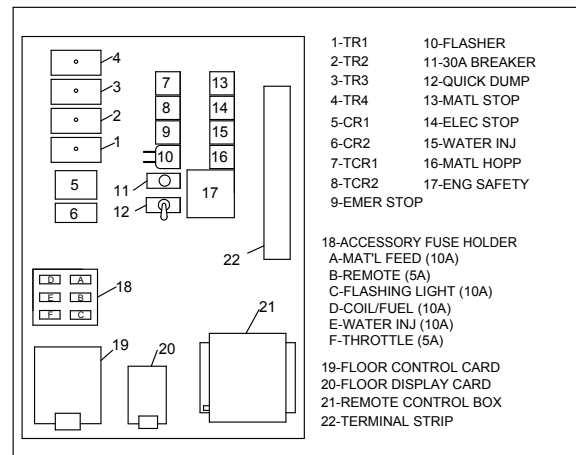 4
3
2
1
5
6
7
8
9
10
11
12
13
14
15
16
17
22
D A
E B
F C
18
19
20
21
1-TR1
2-TR2
3-TR3
4-TR4
5-CR1
6-CR2
7-TCR1
8-TCR2
9-EMER STOP
10-FLASHER
11-30A BREAKER
12-QUICK DUMP
13-MATL STOP
14-ELEC STOP
15-WATER INJ
16-MATL HOPP
17-ENG SAFETY
18-ACCESSORY FUSE HOLDER
A-MAT'L FEED (10A)
B-REMOTE (5A)
C-FLASHING LIGHT (10A)
D-COIL/FUEL (10A)
E-WATER INJ (10A)
F-THROTTLE (5A)
19-FLOOR CONTROL CARD
20-FLOOR DISPLAY CARD
21-REMOTE CONTROL BOX
22-TERMINAL STRIP